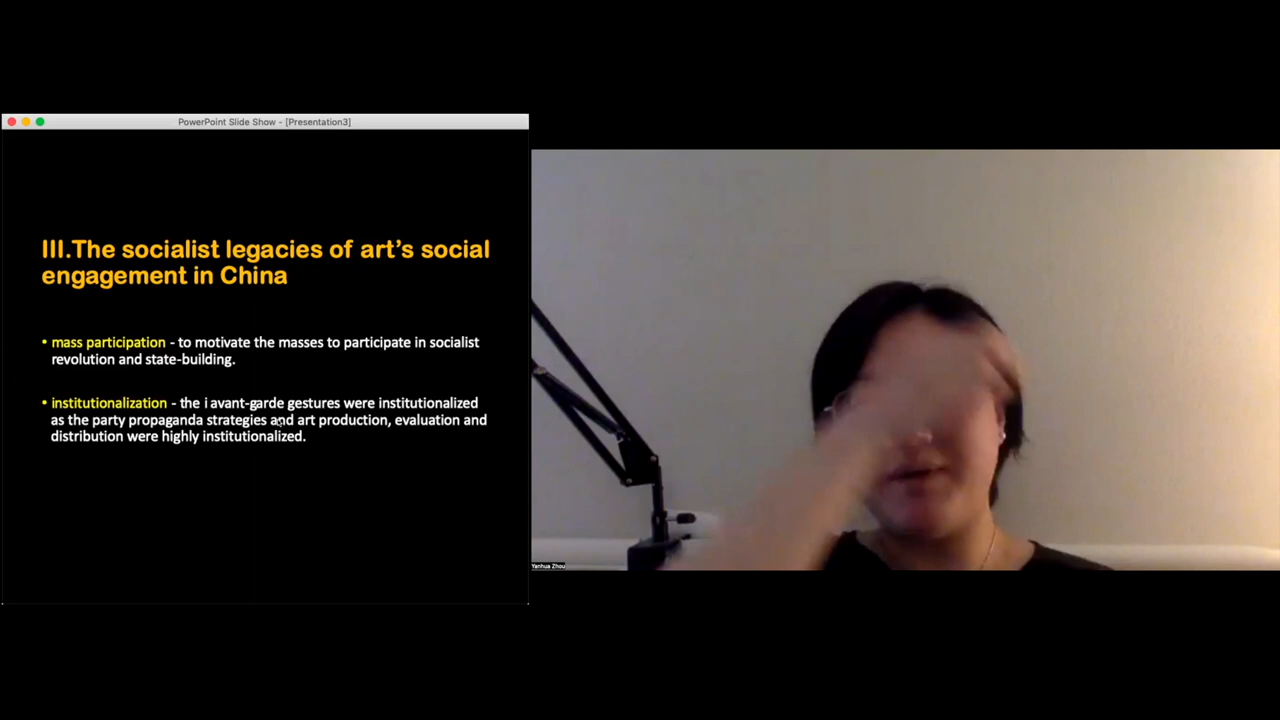 PowerPoint Slide Show - [Presentation3]
III.The socialist legacies of art’s social
engagement in China
• mass participation - to motivate the masses to participate in socialist
revolution and state-building.
• institutionalization - the i avant-garde gestures were institutionalized
as the party propaganda strategies and art production, evaluation and
distribution were highly institutionalized.
Yanhua Zhou